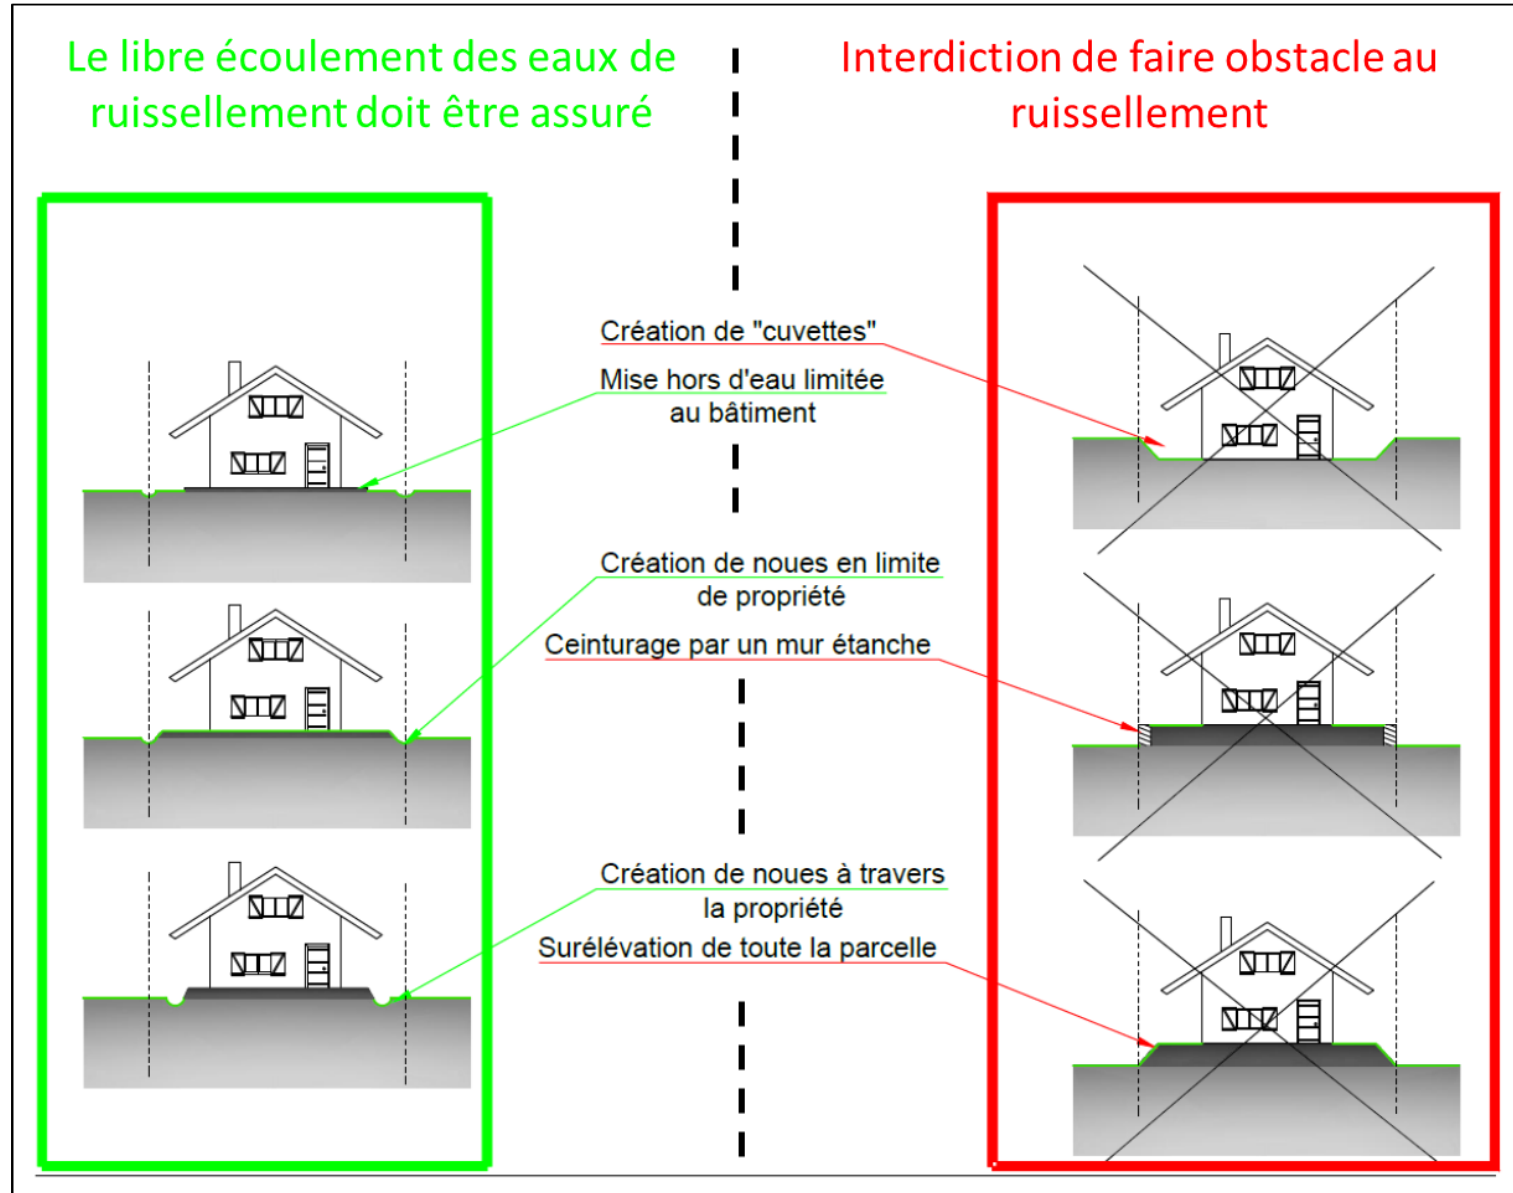 Le libre écoulement des eaux de
ruissellement doit être assuré
Interdiction de faire obstacle au
ruissellement
Création de "cuvettes"
Mise hors d'eau limitée
au bâtiment
Création de noues en limite
de propriété
Ceinturage par un mur étanche
Création de noues à travers
la propriété
Surélévation de toute la parcelle